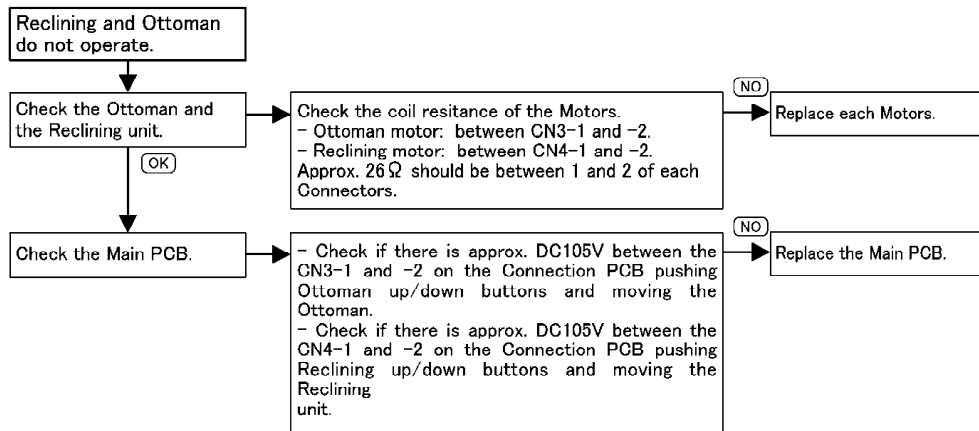 Reclining and Ottoman
do not operate.
Check the Ottoman and
the Reclining unit.
Check the coil resitance of the Motors.
- Ottoman motor: between CN3-1 and -2.
- Reclining motor: between CN4-1 and -2.
Approx. 26Ω should be between 1 and 2 of each
Connectors.
NO
Replace each Motors.
OK
Check the Main PCB.
- Check if there is approx. DC105V between the
CN3-1 and -2 on the Connection PCB pushing
Ottoman up/down buttons and moving the
Ottoman.
- Check if there is approx. DC105V between the
CN4-1 and -2 on the Connection PCB pushing
Reclining up/down buttons and moving the
Reclining
unit.
NO
Replace the Main PCB.